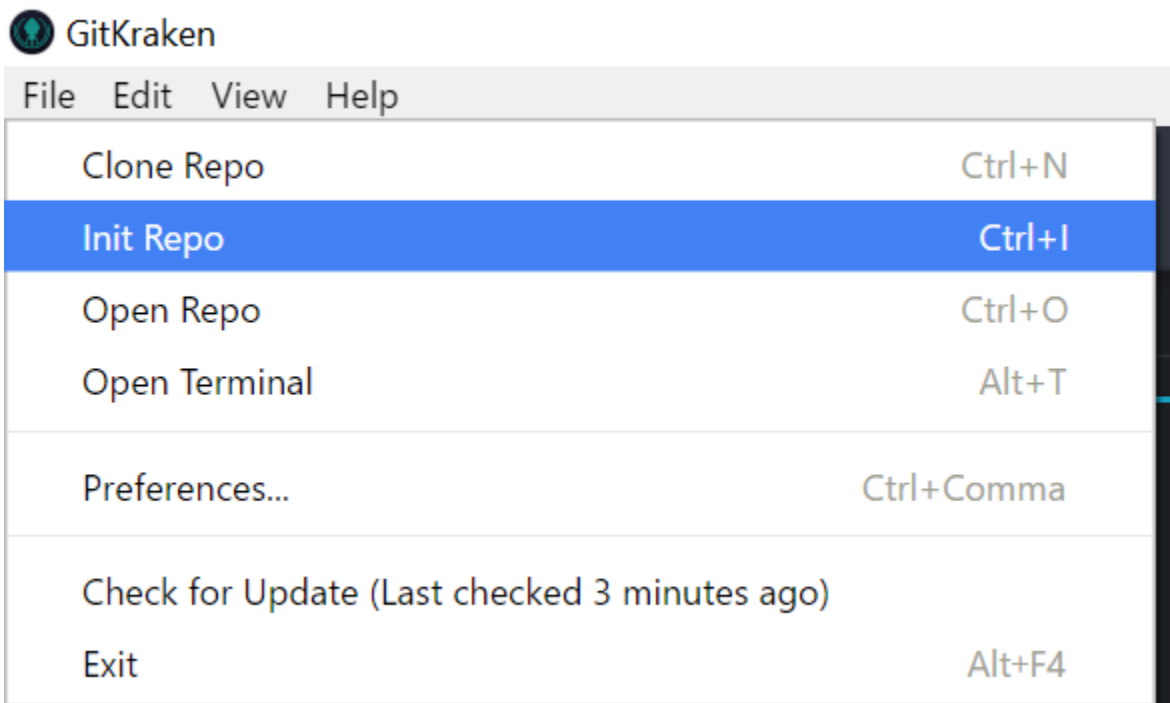 GitKraken
File Edit View Help
Clone Repo Ctrl+N
Init Repo Ctrl+I
Open Repo Ctrl+O
Open Terminal Alt+T
Preferences... Ctrl+Comma
Check for Update (Last checked 3 minutes ago)
Exit Alt+F4